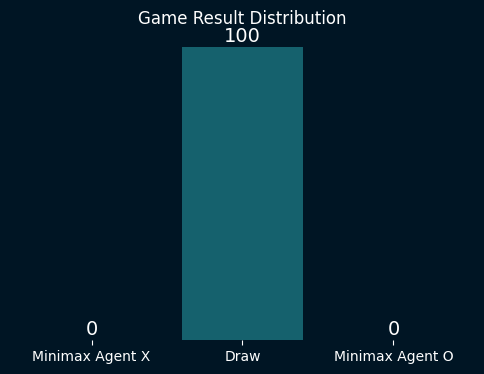 Game Result Distribution
100
0
0
Minimax Agent X
Draw
Minimax Agent O